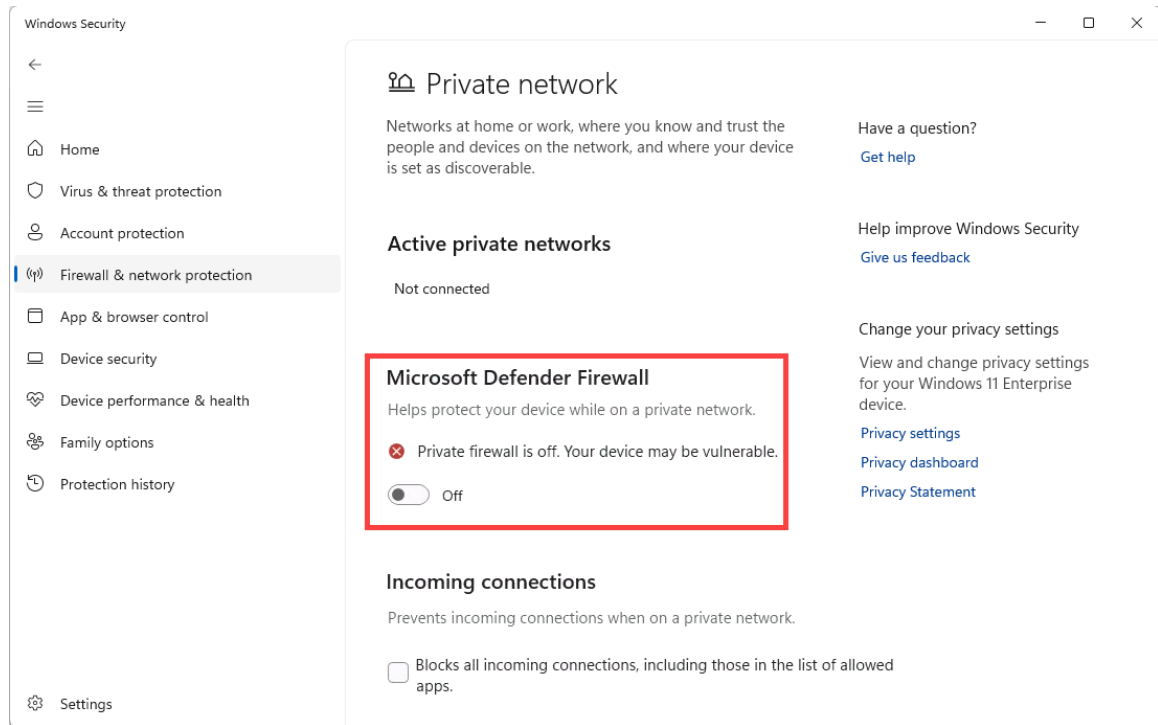 Windows Security
Home
Virus & threat protection
Account protection
Firewall & network protection
App & browser control
Device security
Device performance & health
Family options
Protection history
Settings
Private network
Networks at home or work, where you know and trust the
people and devices on the network, and where your device
is set as discoverable.
Active private networks
Not connected
Microsoft Defender Firewall
Helps protect your device while on a private network.
Private firewall is off. Your device may be vulnerable.
Off
Incoming connections
Prevents incoming connections when on a private network.
Blocks all incoming connections, including those in the list of allowed
apps.
Have a question?
Get help
Help improve Windows Security
Give us feedback
Change your privacy settings
View and change privacy settings
for your Windows 11 Enterprise
device.
Privacy settings
Privacy dashboard
Privacy Statement